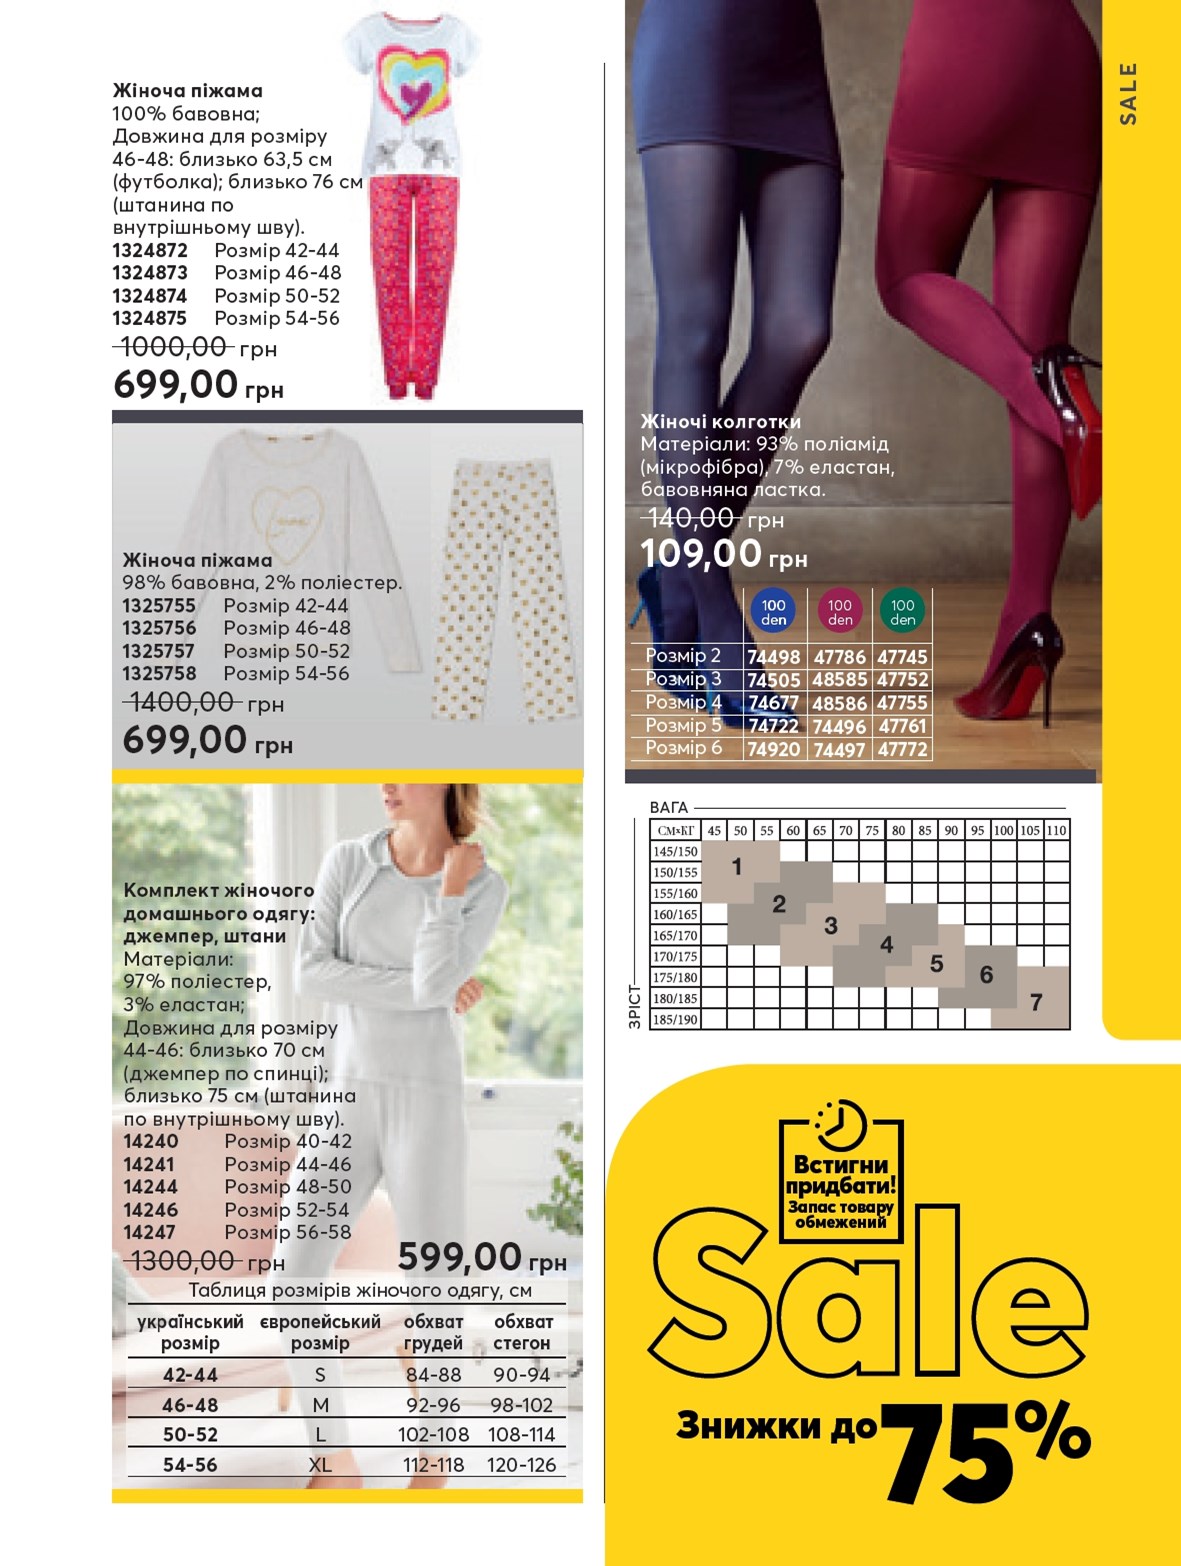 Жіноча піжама
100% бавовна;
Довжина для розміру
46-48: близько 63,5 см
(футболка); близько 76 см
(штанина по
внутрішньому шву).
1324872 Розмір 42-44
1324873 Розмір 46-48
1324874 Розмір 50-52
1324875 Розмір 54-56
1000,00 грн
699,00 грн
Жіноча піжама
98% бавовна, 2% поліестер.
1325755 Розмір 42-44
1325756 Розмір 46-48
1325757 Розмір 50-52
1325758 Розмір 54-56
1400,00 грн
699,00 грн
Комплект жіночого
домашнього одягу:
джемпер, штани
Матеріали:
97% поліестер,
3% еластан;
Довжина для розміру
44-46: близько 70 см
(джемпер по спинці);
близько 75 см (штанина
по внутрішньому шву).
14240 Розмір 40-42
14241 Розмір 44-46
14244 Розмір 48-50
14246 Розмір 52-54
14247 Розмір 56-58
1300,00 грн 599,00 грн
Таблиця розмірів жіночого одягу, см
український європейський обхват обхват
розмір розмір грудей стегон
42-44 S 84-88 90-94
46-48 M 92-96 98-102
50-52 L 102-108 108-114
54-56 XL 112-118 120-126
SALE
Жіночі колготки
Матеріали: 93% поліамід
(мікрофібра), 7% еластан,
бавовняна ластка.
140,00 грн
109,00 грн
100 100 100
den den den
Розмір 2 74498 47786 47745
Розмір 3 74505 48585 47752
Розмір 4 74677 48586 47755
Розмір 5 74722 74496 47761
Розмір 6 74920 74497 47772
ВАГА
СМ×КГ 45 50 55 60 65 70 75 80 85 90 95 100 105 110
145/150
150/155 1
155/160
160/165 2
165/170 3
170/175 4
175/180 5 6
180/185 7
185/190
ЗРІСТ
Встигни
придбати!
Запас товару
обмежений
Sale
Знижки до 75%